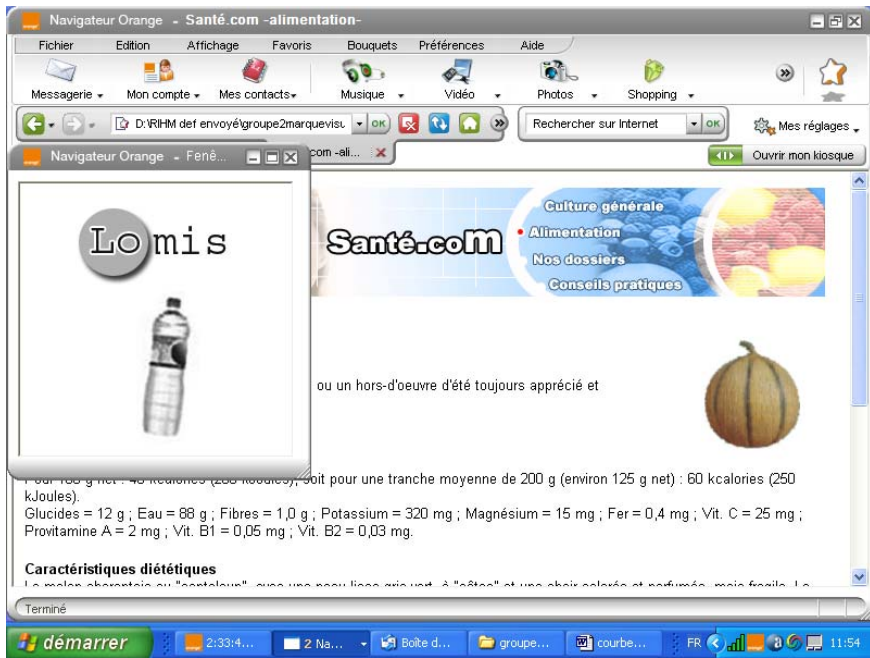 Navigateur Orange - Santé.com -alimentation-
Fichier Edition Affichage Favoris Bouquets Préférences Aide
Messagerie Mon compte Mes contacts Musique Vidéo Photos Shopping
D:\RIHM def envoyé\groupe2marquevisu OK Rechercher sur Internet OK Mes réglages
Navigateur Orange - Fenê... com -ali... Ouvrir mon kiosque
Lomis
Santé.com
Culture générale
Alimentation
Nos dossiers
Conseils pratiques
ou un hors-d'oeuvre d'été toujours apprécié et
soit pour une tranche moyenne de 200 g (environ 125 g net) : 60 kcalories (250
kJoules).
Glucides = 12 g ; Eau = 88 g ; Fibres = 1,0 g ; Potassium = 320 mg ; Magnésium = 15 mg ; Fer = 0,4 mg ; Vit. C = 25 mg ;
Provitamine A = 2 mg ; Vit. B1 = 0,05 mg ; Vit. B2 = 0,03 mg.
Caractéristiques diététiques
Terminé
démarrer 2:33:4... 2 Na... Boîte d... groupe... courbe... FR 11:54